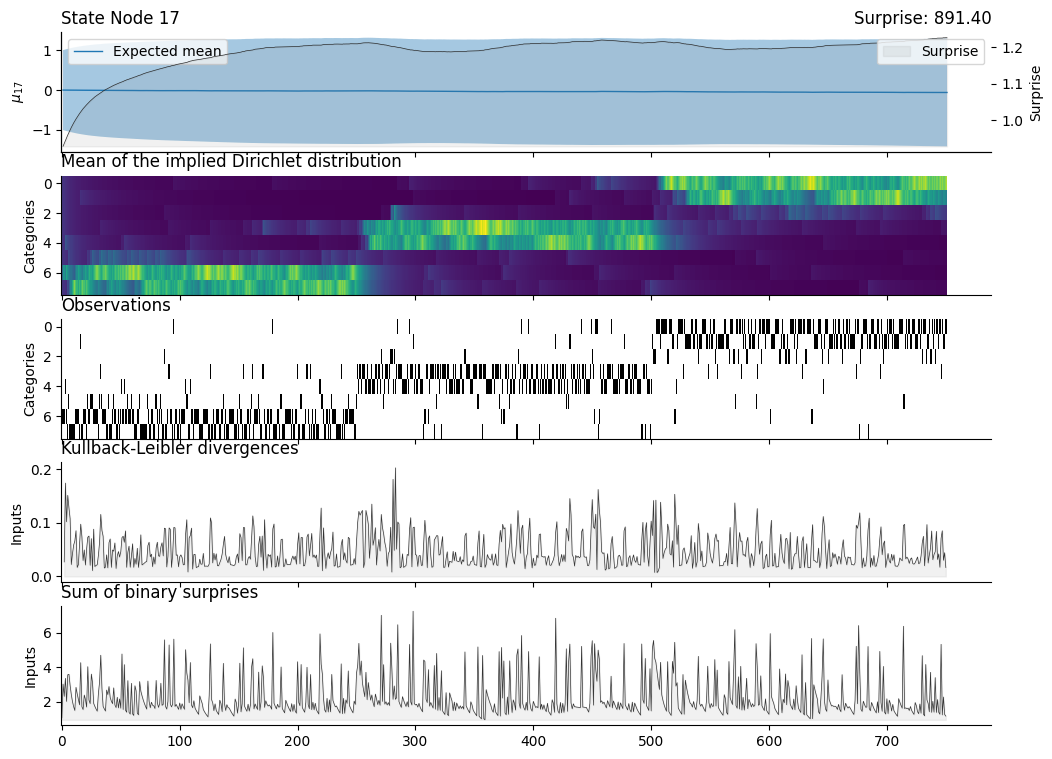 State Node 17 Surprise: 891.40
Expected mean Surprise
1
0
−1
μ17
1.2
1.1
1.0
Surprise
Mean of the implied Dirichlet distribution
0
2
4
6
Categories
Observations
0
2
4
6
Categories
Kullback-Leibler divergences
0.2
0.1
0.0
Inputs
Sum of binary surprises
6
4
2
Inputs
0 100 200 300 400 500 600 700